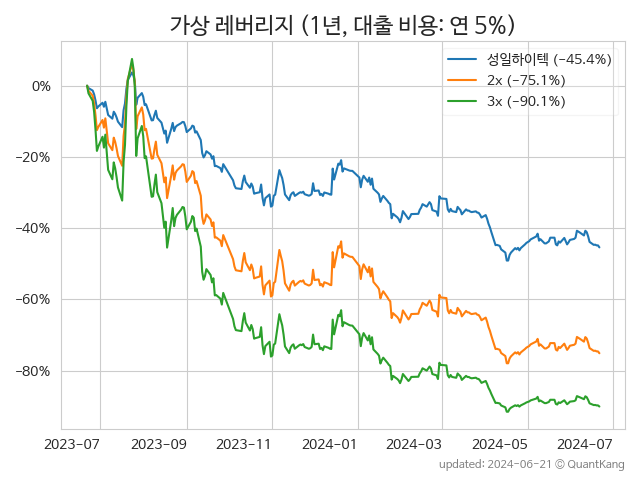 가상 레버리지 (1년, 대출 비용: 연 5%)
성일하이텍 (−45.4%)
2x (−75.1%)
3x (−90.1%)
0%
−20%
−40%
−60%
−80%
2023-07 2023-09 2023-11 2024-01 2024-03 2024-05 2024-07
updated: 2024-06-21 © QuantKang